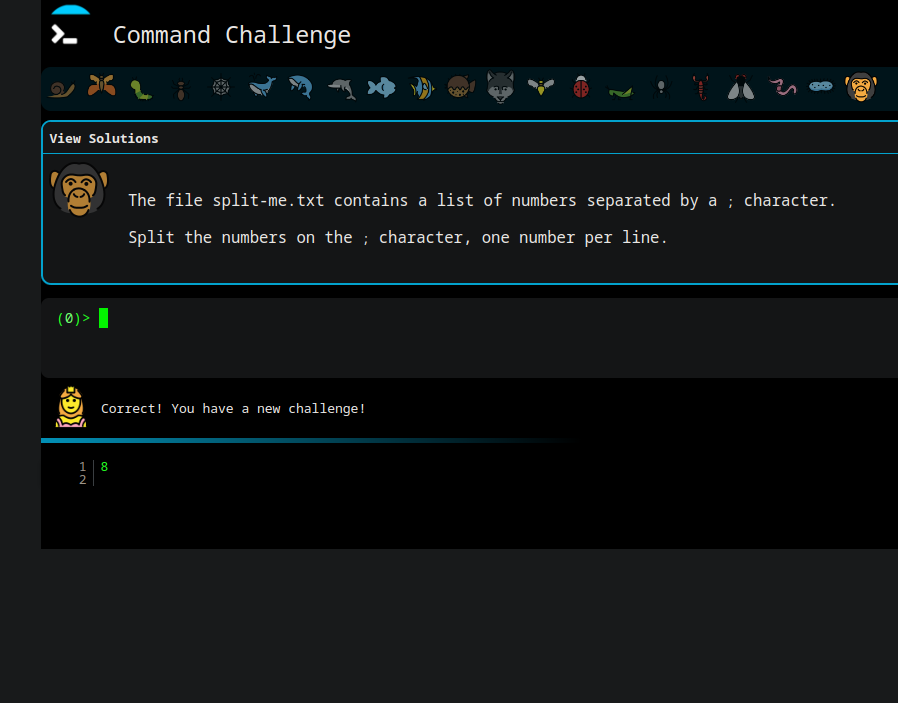 Command Challenge
View Solutions
The file split-me.txt contains a list of numbers separated by a ; character.
Split the numbers on the ; character, one number per line.
(0)>
Correct! You have a new challenge!
1 8
2